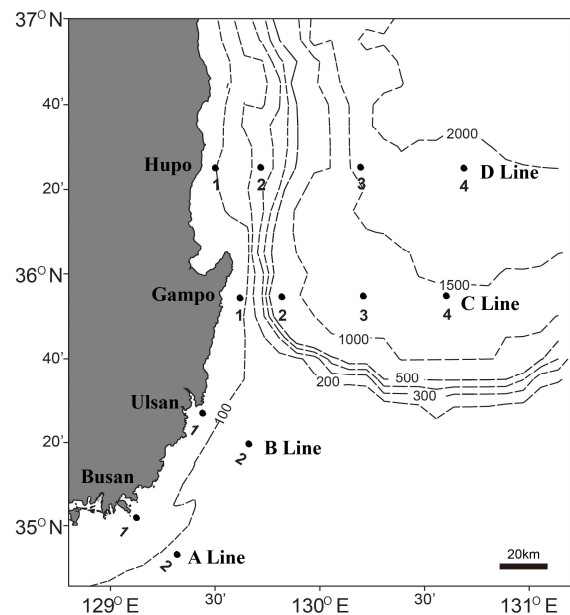 37° N
40'
2000
Hupo
1
2
3
4
D Line
20'
36° N
1500
Gampo
1
2
3
4
C Line
1000
40'
500
200
300
Ulsan
100
1
20'
2
B Line
Busan
1
35° N
2
A Line
20km
129° E
30'
130° E
30'
131° E